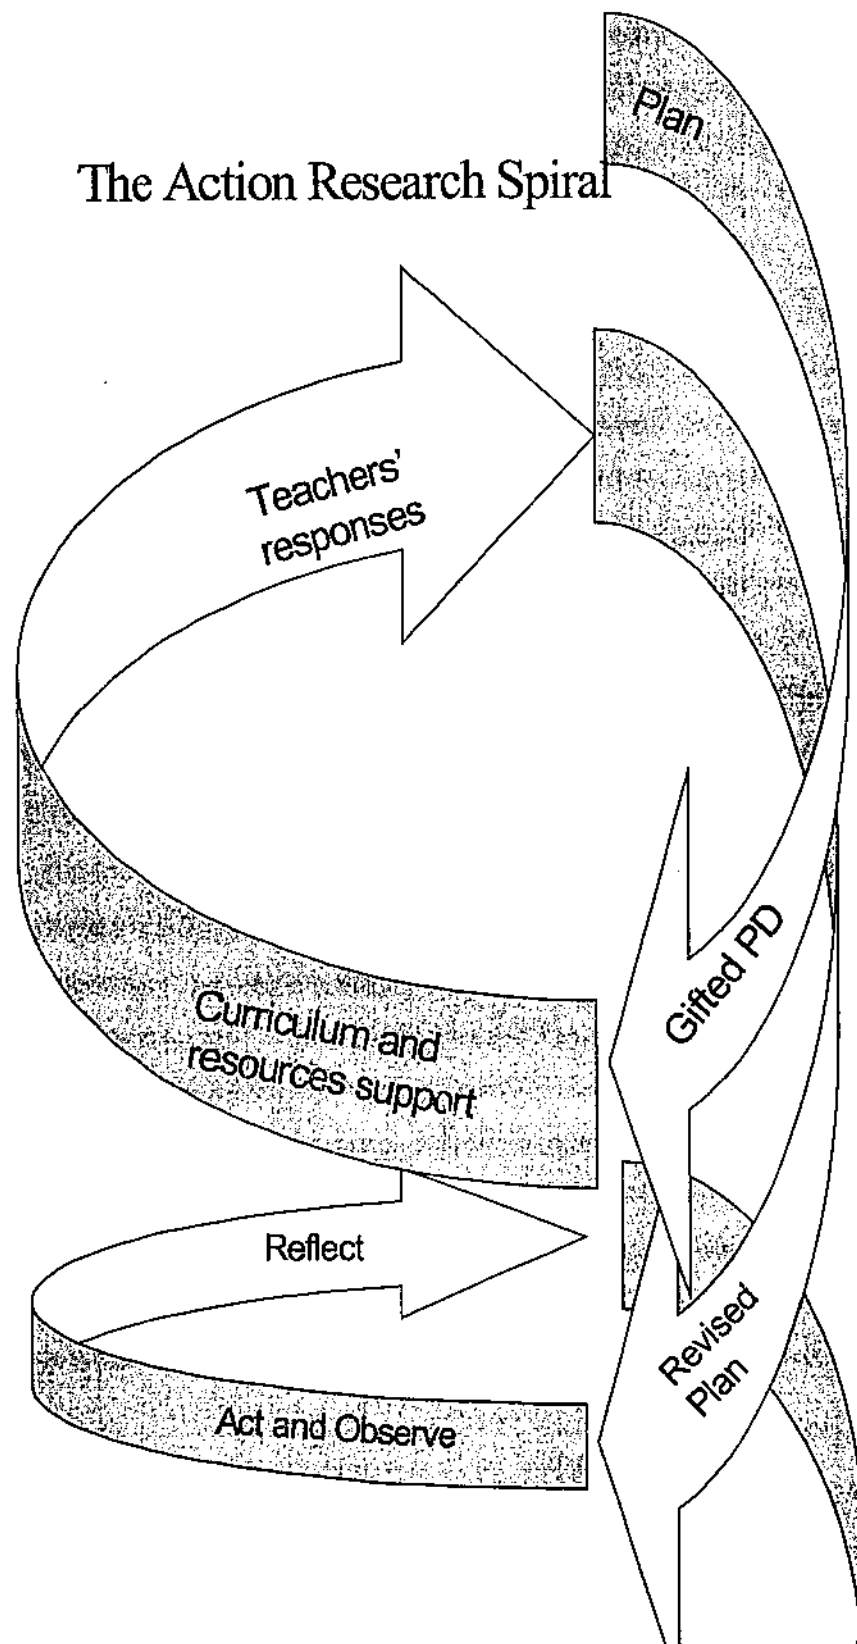 Plan
The Action Research Spiral
Teachers’
responses
Gifted PD
Curriculum and
resources support
Reflect
Revised
Plan
Act and Observe